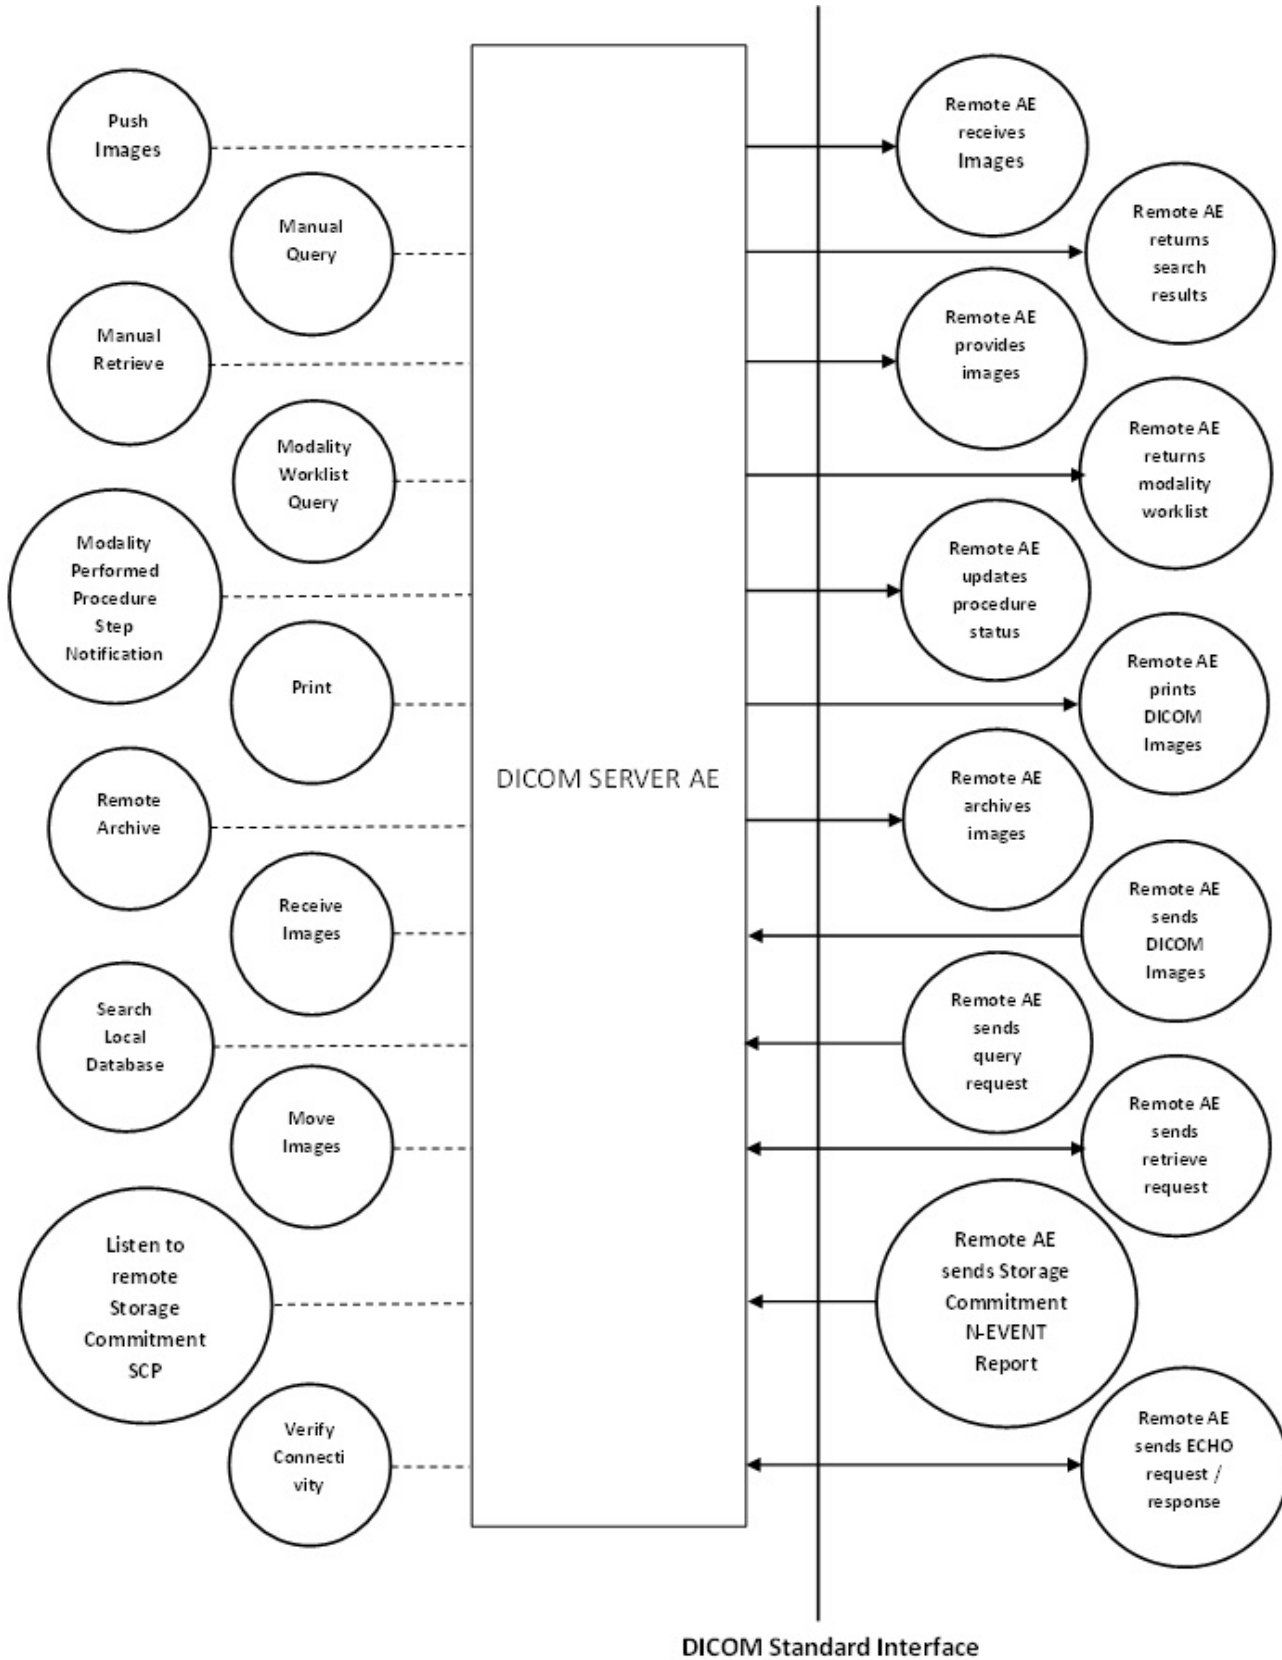 Push
Images
Remote AE
receives
Images
Manual
Query
Remote AE
returns
search
results
Manual
Retrieve
Remote AE
provides
images
Modality
Worklist
Query
Remote AE
returns
modality
worklist
Modality
Performed
Procedure
Step
Notification
Remote AE
updates
procedure
status
Print
Remote AE
prints
DICOM
Images
DICOM SERVER AE
Remote
Archive
Remote AE
archives
images
Receive
Images
Remote AE
sends
DICOM
Images
Search
Local
Database
Remote AE
sends
query
request
Move
Images
Remote AE
sends
retrieve
request
Listen to
remote
Storage
Commitment
SCP
Remote AE
sends Storage
Commitment
N-EVENT
Report
Verify
Connecti
vity
Remote AE
sends ECHO
request /
response
DICOM Standard Interface